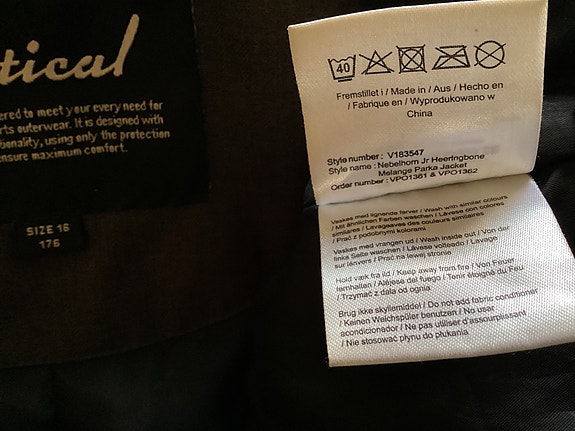 tical
ered to meet your every need for
rts outerwear. It is designed with
tionality, using only the protection
ensure maximum comfort.
SIZE 16
176
40
Fremstillet i / Made in / Aus / Hecho en
/ Fabrique en / Wyprodukowano w
China
Style number: V183547
Style name: Nebelhorn Jr Heeringbone
Melange Parka Jacket
Order number: VPO1361 & VPO1362
Vaskes med lignende farver / Wash with similar colours
/ Mit ähnlichen Farben waschen / Lávese con colores
similares / Lavageaves des couleurs similaires
/ Prać z podobnymi kolorami
Vaskes med vrangen ud / Wash inside out / Von der
linke Seite waschen / Lávese volteado / Lavage
sur lénvers / Prać na lewej stronie
Hold væk fra ild / Keep away from fire / Von Feuer
fernhalten / Aléjese del fuego / Tenir éloigné du Feu
/ Trzymać z dala od ognia
Brug ikke skyllemiddel / Do not add fabric conditioner
/ Keinen Weichspüler benutzen / No usar
acondicionador / Ne pas utiliser d'assourpissant
/ Nie stosować płynu do płukania